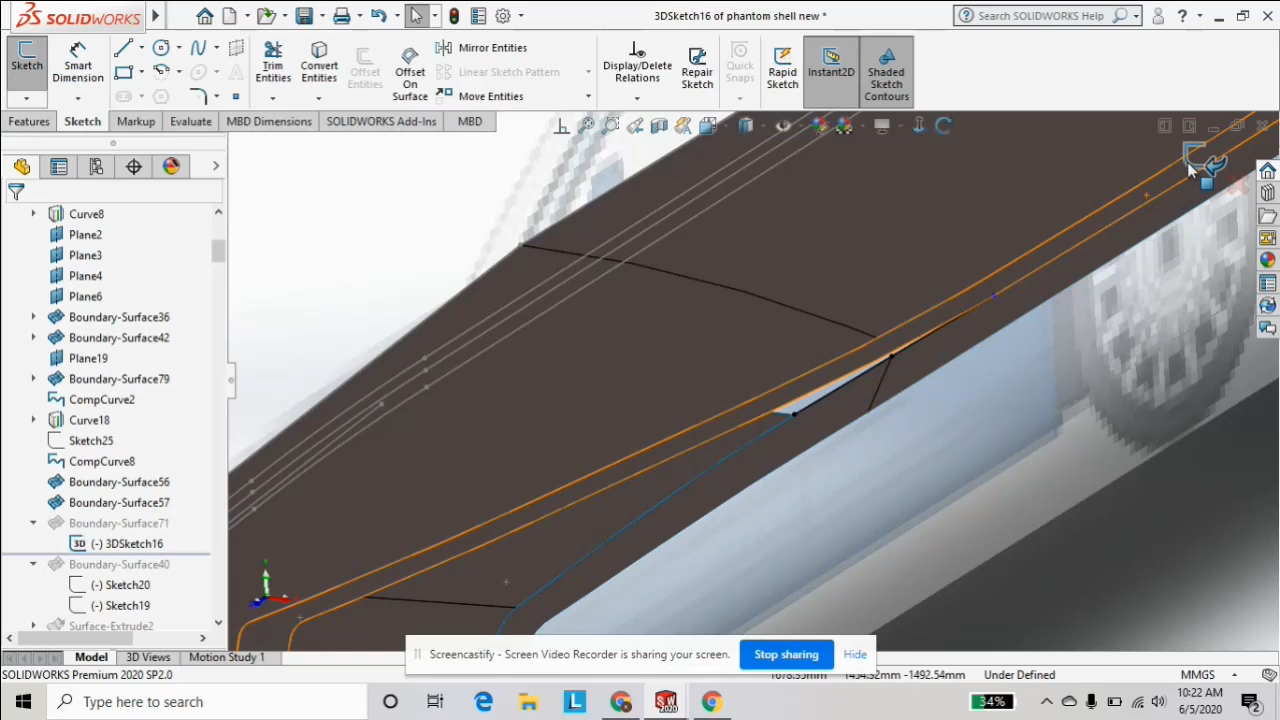 SOLIDWORKS
3DSketch16 of phantom shell new *
Search SOLIDWORKS Help
?
Sketch
Smart Dimension
Trim Entities
Convert Entities
Offset Entities
Offset On Surface
Mirror Entities
Linear Sketch Pattern
Move Entities
Display/Delete Relations
Repair Sketch
Quick Snaps
Rapid Sketch
Instant2D
Shaded Sketch Contours
Features
Sketch
Markup
Evaluate
MBD Dimensions
SOLIDWORKS Add-Ins
MBD
Curve8
Plane2
Plane3
Plane4
Plane6
Boundary-Surface36
Boundary-Surface42
Plane19
Boundary-Surface79
CompCurve2
Curve18
Sketch25
CompCurve8
Boundary-Surface56
Boundary-Surface57
Boundary-Surface71
3D (-) 3DSketch16
Boundary-Surface40
(-) Sketch20
(-) Sketch19
Surface-Extrude2
Screencastify - Screen Video Recorder is sharing your screen.
Stop sharing
Hide
Model
3D Views
Motion Study 1
SOLIDWORKS Premium 2020 SP2.0
Under Defined
MMGS
Type here to search
L
SW 2020
34%
10:22 AM
6/5/2020
2